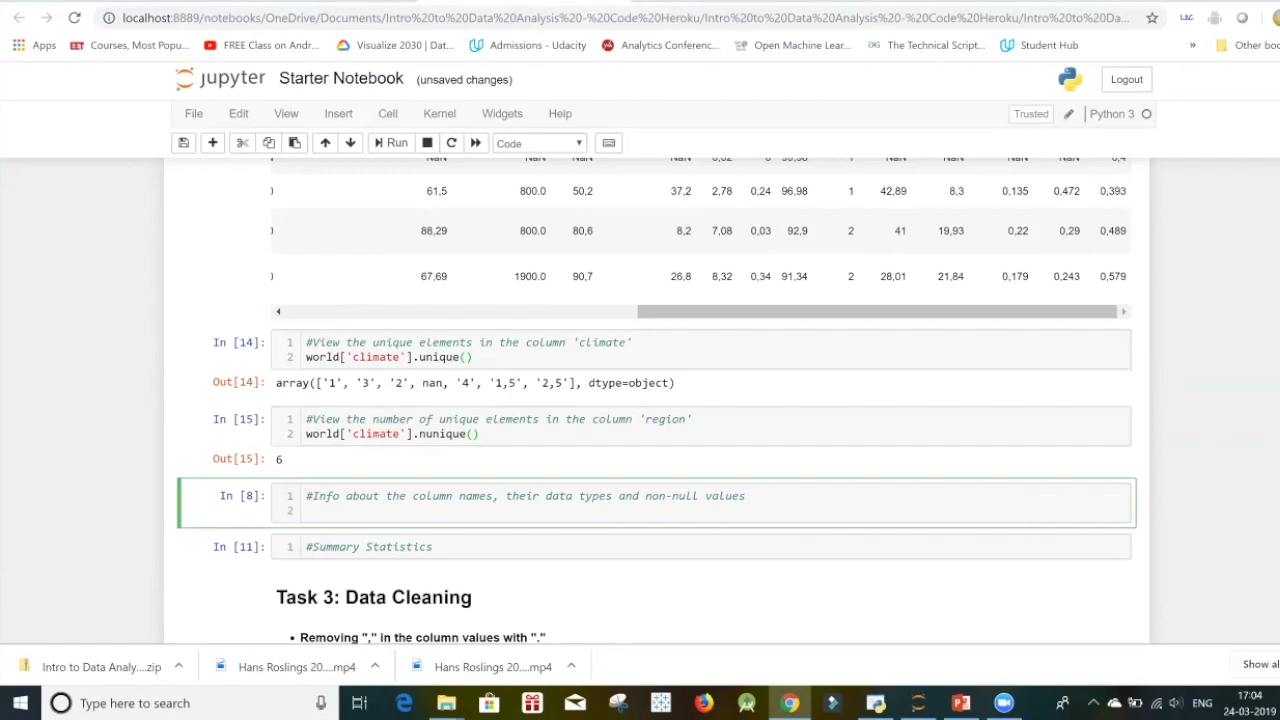 localhost:8889/notebooks/OneDrive/Documents/Intro%20to%20Data%20Analysis%20-%20Code%20Heroku/Intro%20to%20Data%20Analysis%20-%20Code%20Heroku/Intro%20to%20Da...
Apps Courses, Most Popu... FREE Class on Andr... Visualize 2030 | Dat... Admissions - Udacity Analytics Conferenc... Open Machine Lear... The Technical Script... Student Hub » Other boo
jupyter Starter Notebook (unsaved changes) Logout
File Edit View Insert Cell Kernel Widgets Help Trusted Python 3
Run Code
61,5 800.0 50,2 37,2 2,78 0,24 96,98 1 42,89 8,3 0,135 0,472 0,393
88,29 800.0 80,6 8,2 7,08 0,03 92,9 2 41 19,93 0,22 0,29 0,489
67,69 1900.0 90,7 26,8 8,32 0,34 91,34 2 28,01 21,84 0,179 0,243 0,579
In [14]: 1 #View the unique elements in the column 'climate'
2 world['climate'].unique()
Out[14]: array(['1', '3', '2', nan, '4', '1,5', '2,5'], dtype=object)
In [15]: 1 #View the number of unique elements in the column 'region'
2 world['climate'].nunique()
Out[15]: 6
In [8]: 1 #Info about the column names, their data types and non-null values
2
In [11]: 1 #Summary Statistics
Task 3: Data Cleaning
• Removing "," in the column values with "."
Intro to Data Analy....zip Hans Roslings 20....mp4 Hans Roslings 20....mp4 Show al
Type here to search ENG 17:04
24-03-2019